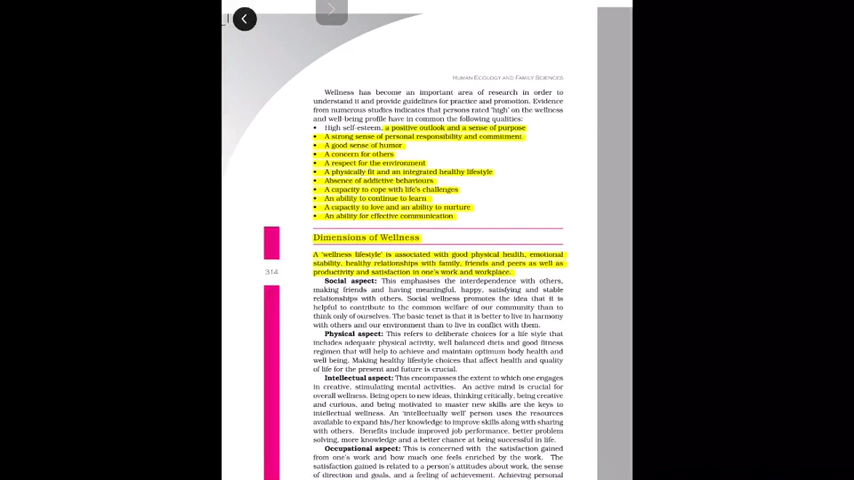 HUMAN ECOLOGY AND FAMILY SCIENCES
Wellness has become an important area of research in order to
understand it and provide guidelines for practice and promotion. Evidence
from numerous studies indicates that persons rated 'high' on the wellness
and well-being profile have in common the following qualities:
• High self-esteem, a positive outlook and a sense of purpose
• A strong sense of personal responsibility and commitment
• A good sense of humor
• A concern for others
• A respect for the environment
• A physically fit and an integrated healthy lifestyle
• Absence of addictive behaviours
• A capacity to cope with life's challenges
• An ability to continue to learn
• A capacity to love and an ability to nurture
• An ability for effective communication
Dimensions of Wellness
A 'wellness lifestyle' is associated with good physical health, emotional
stability, healthy relationships with family, friends and peers as well as
productivity and satisfaction in one's work and workplace.
314
Social aspect: This emphasises the interdependence with others,
making friends and having meaningful, happy, satisfying and stable
relationships with others. Social wellness promotes the idea that it is
helpful to contribute to the common welfare of our community than to
think only of ourselves. The basic tenet is that it is better to live in harmony
with others and our environment than to live in conflict with them.
Physical aspect: This refers to deliberate choices for a life style that
includes adequate physical activity, well balanced diets and good fitness
regimen that will help to achieve and maintain optimum body health and
well being. Making healthy lifestyle choices that affect health and quality
of life for the present and future is crucial.
Intellectual aspect: This encompasses the extent to which one engages
in creative, stimulating mental activities. An active mind is crucial for
overall wellness. Being open to new ideas, thinking critically, being creative
and curious, and being motivated to master new skills are the keys to
intellectual wellness. An 'intellectually well' person uses the resources
available to expand his/her knowledge to improve skills along with sharing
with others. Benefits include improved job performance, better problem
solving, more knowledge and a better chance at being successful in life.
Occupational aspect: This is concerned with the satisfaction gained
from one's work and how much one feels enriched by the work. The
satisfaction gained is related to a person's attitudes about work, the sense
of direction and goals, and a feeling of achievement. Achieving personal